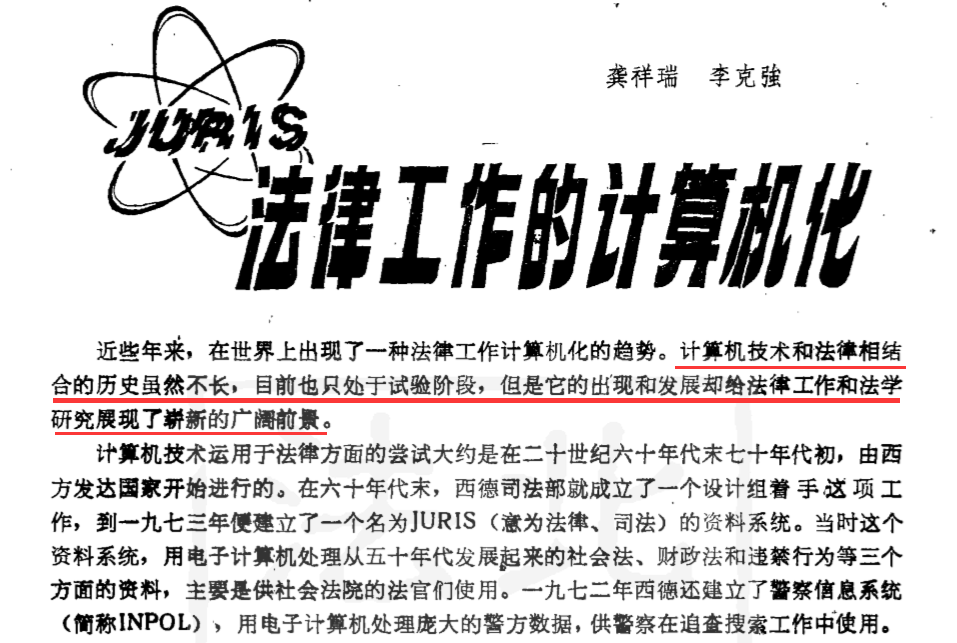 龚祥瑞 李克強
JURIS
法律工作的计算机化
近些年来，在世界上出现了一种法律工作计算机化的趋势。计算机技术和法律相结
合的历史虽然不长，目前也只处于试验阶段，但是它的出现和发展却给法律工作和法学
研究展现了崭新的广阔前景。
计算机技术运用于法律方面的尝试大约是在二十世纪六十年代末七十年代初，由西
方发达国家开始进行的。在六十年代末，西德司法部就成立了一个设计组着手这项工
作，到一九七三年便建立了一个名为JURIS（意为法律、司法）的资料系统。当时这个
资料系统，用电子计算机处理从五十年代发展起来的社会法、财政法和违禁行为等三个
方面的资料，主要是供社会法院的法官们使用。一九七二年西德还建立了警察信息系统
（简称INPOL），用电子计算机处理庞大的警方数据，供警察在追查搜索工作中使用。